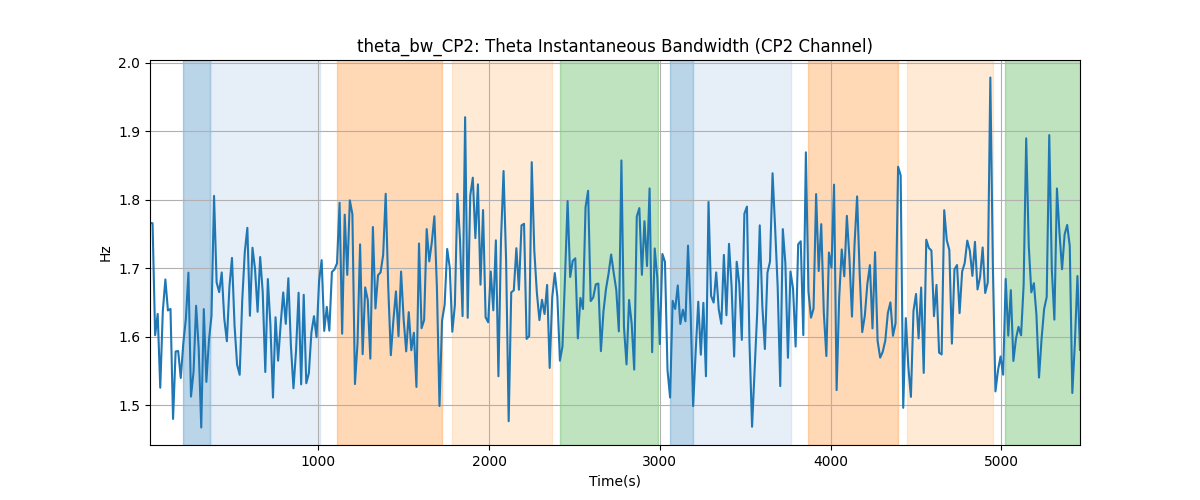 theta_bw_CP2: Theta Instantaneous Bandwidth (CP2 Channel)
2.0
1.9
1.8
1.7
1.6
1.5
Hz
1000 2000 3000 4000 5000
Time(s)